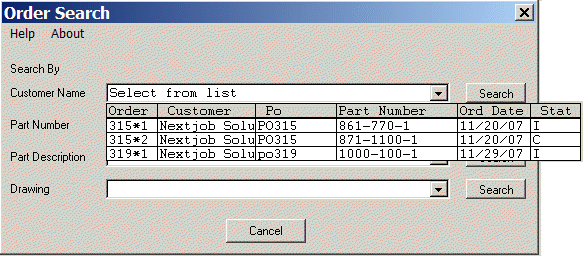 Order Search
Help About
Search By
Customer Name Select from list Search
Order Customer Po Part Number Ord Date Stat
315*1 Nextjob Solu PO315 861-770-1 11/20/07 I
315*2 Nextjob Solu PO315 871-1100-1 11/20/07 C
319*1 Nextjob Solu po319 1000-100-1 11/29/07 I
Part Number
Part Description
Drawing Search
Cancel